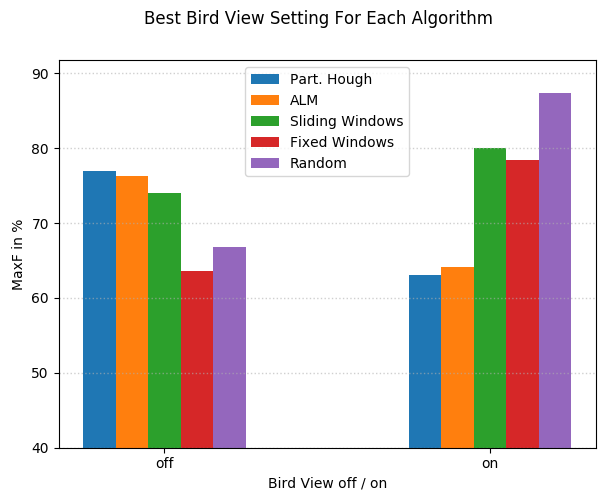 Best Bird View Setting For Each Algorithm
90
80
70
60
50
40
MaxF in %
Part. Hough
ALM
Sliding Windows
Fixed Windows
Random
off
on
Bird View off / on